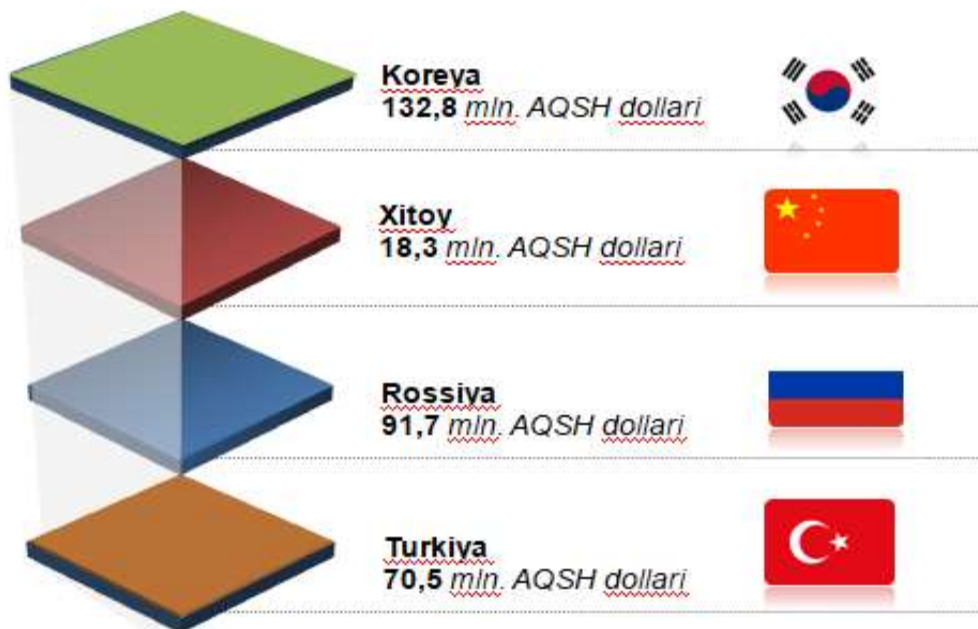 Koreya
132,8 mln. AQSH dollari
Xitoy
18,3 mln. AQSH dollari
Rossiya
91,7 mln. AQSH dollari
Turkiya
70,5 mln. AQSH dollari